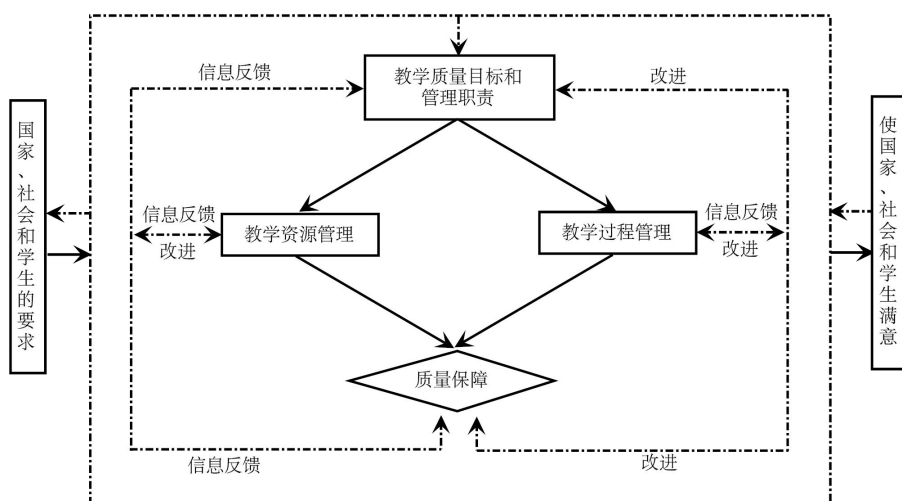 信息反馈
教学质量目标和
管理职责
改进
国家、社会和学生的要求
使国家、社会和学生满意
信息反馈
改进
教学资源管理
教学过程管理
信息反馈
改进
质量保障
信息反馈
改进